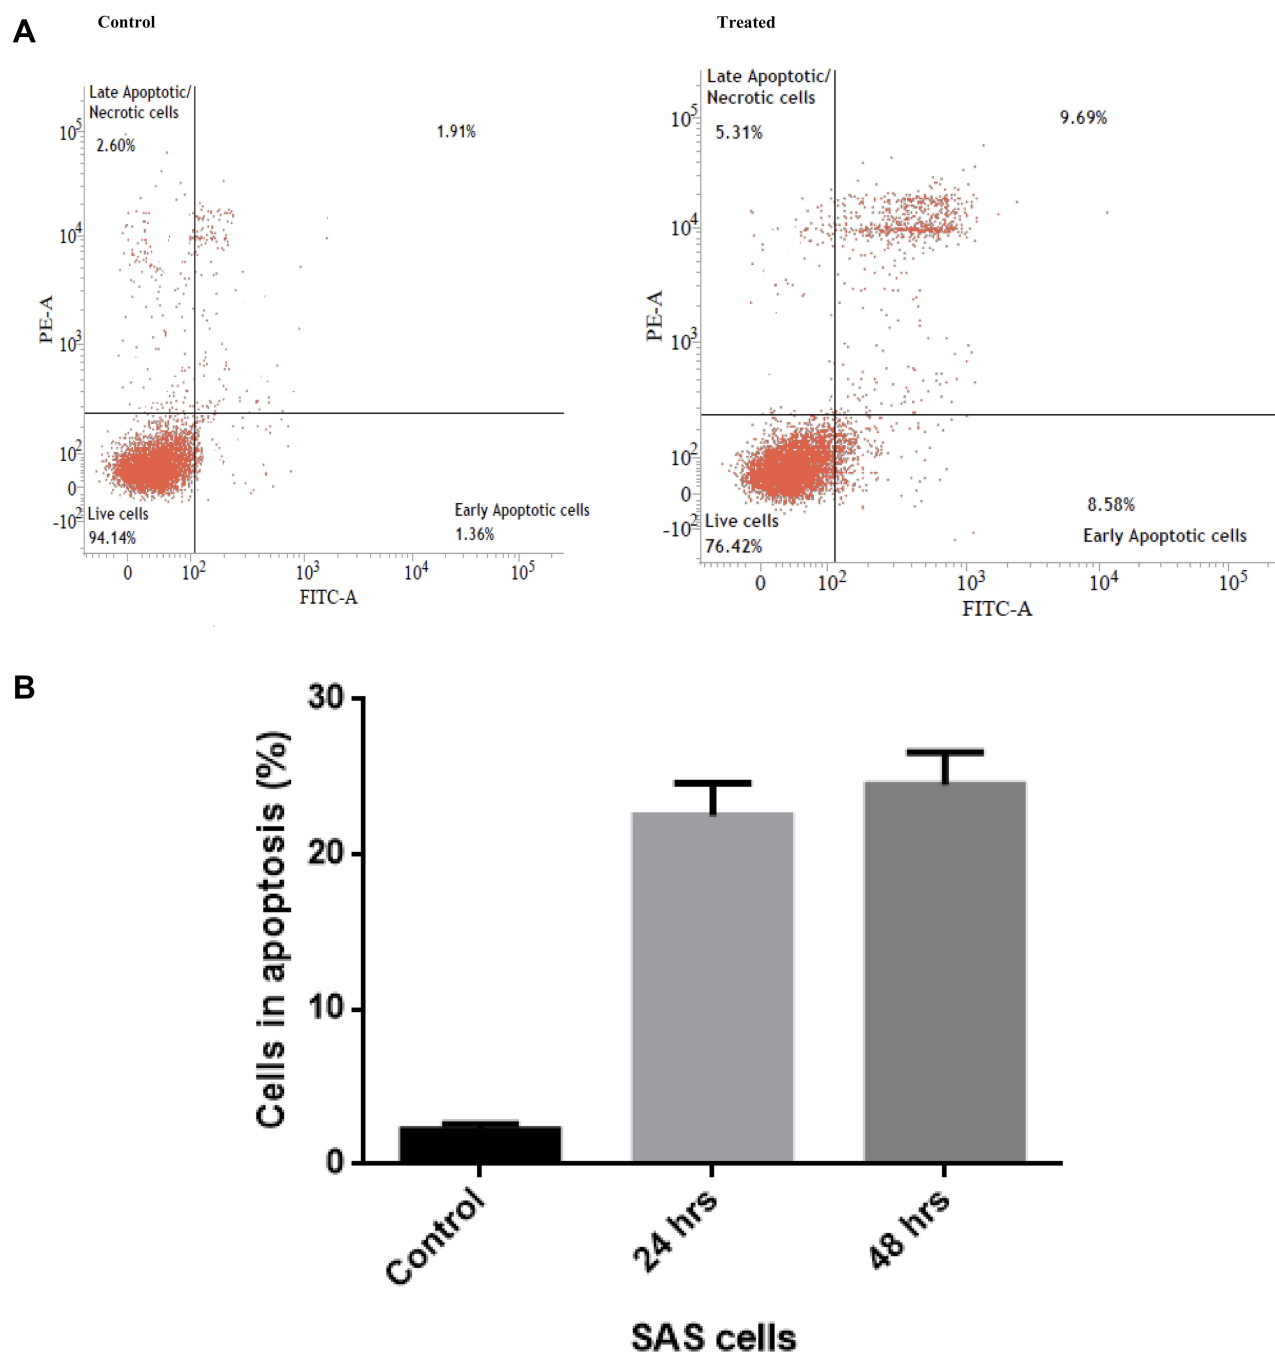 A
Control
Treated
Late Apoptotic/
Necrotic cells
2.60%
1.91%
10^5
10^4
10^3
10^2
0
-10^2
PE-A
Live cells
94.14%
Early Apoptotic cells
1.36%
0
10^2
10^3
10^4
10^5
FITC-A
Late Apoptotic/
Necrotic cells
5.31%
9.69%
10^5
10^4
10^3
10^2
0
-10^2
PE-A
Live cells
76.42%
8.58%
Early Apoptotic cells
0
10^2
10^3
10^4
10^5
FITC-A
B
30
20
10
0
Cells in apoptosis (%)
Control
24 hrs
48 hrs
SAS cells